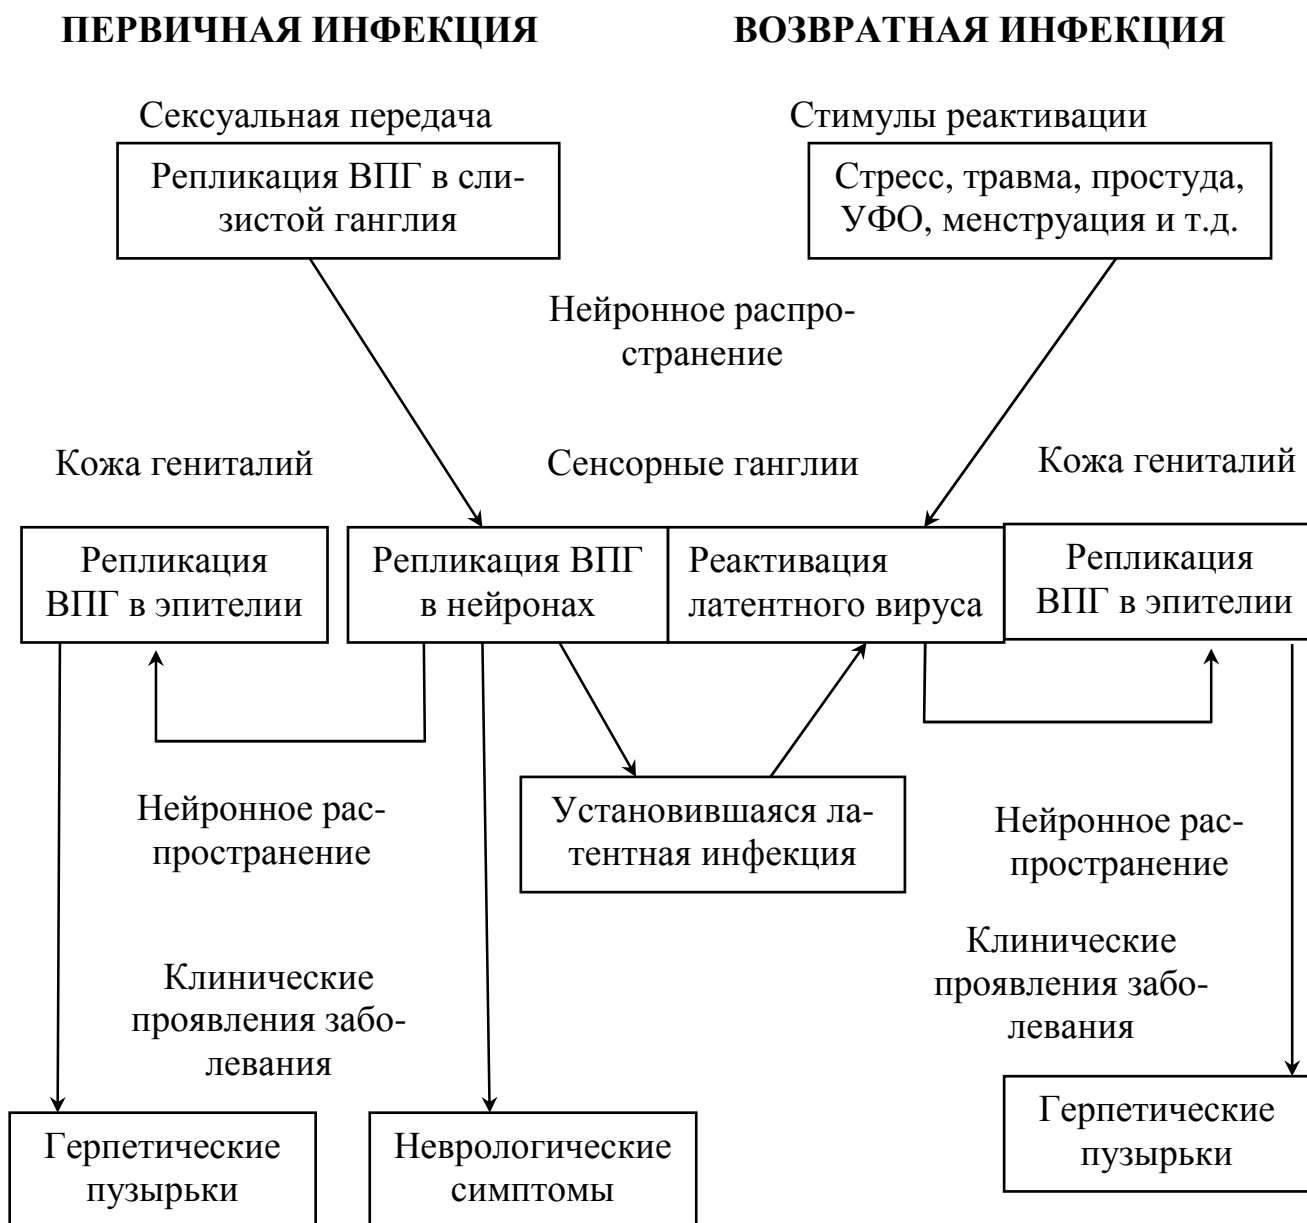 ПЕРВИЧНАЯ ИНФЕКЦИЯ
ВОЗВРАТНАЯ ИНФЕКЦИЯ
Сексуальная передача
Стимулы реактивации
Репликация ВПГ в сли-
зистой ганглия
Стресс, травма, простуда,
УФО, менструация и т.д.
Нейронное распро-
странение
Кожа гениталий
Сенсорные ганглии
Кожа гениталий
Репликация
ВПГ в эпителии
Репликация ВПГ
в нейронах
Реактивация
латентного вируса
Репликация
ВПГ в эпителии
Установившаяся ла-
тентная инфекция
Нейронное рас-
пространение
Нейронное рас-
пространение
Клинические
проявления забо-
левания
Клинические
проявления забо-
левания
Герпетические
пузырьки
Неврологические
симптомы
Герпетические
пузырьки